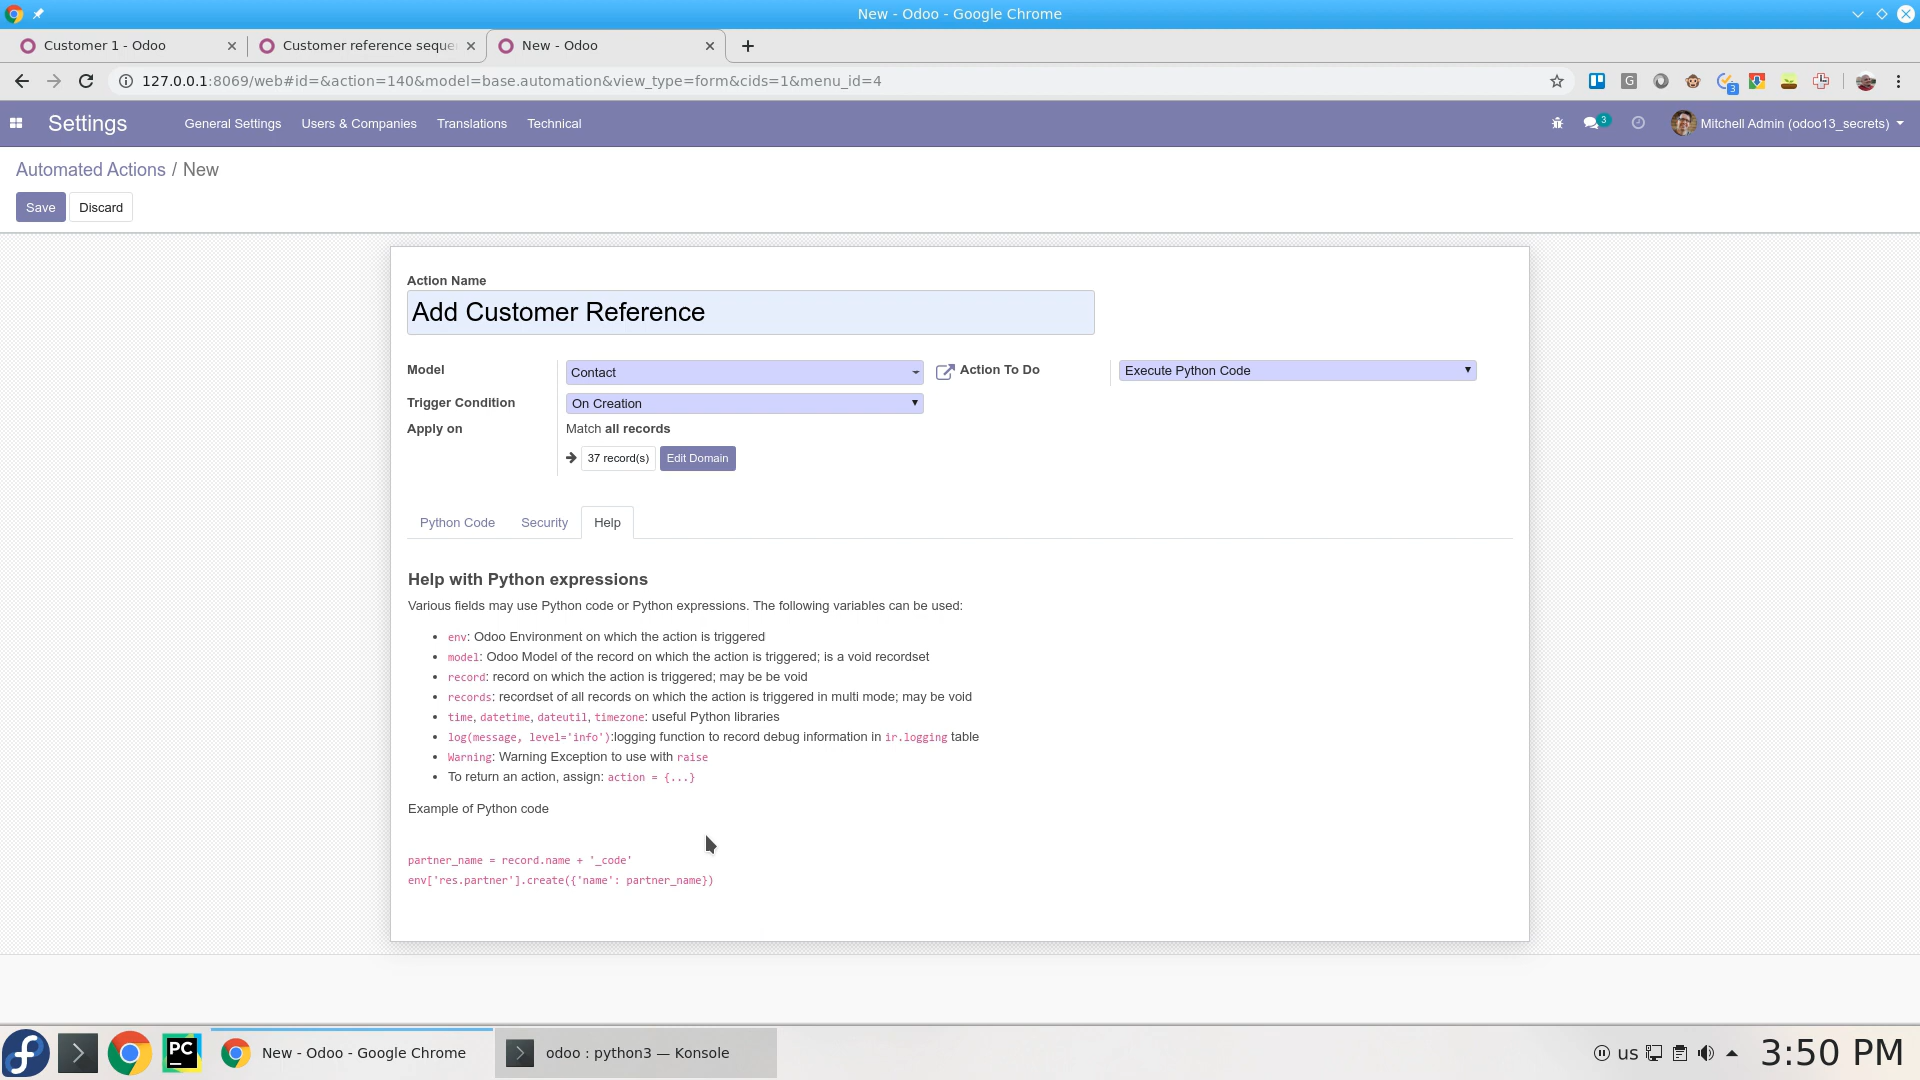 New - Odoo - Google Chrome
Customer 1 - Odoo
Customer reference seque
New - Odoo
127.0.0.1:8069/web#id=&action=140&model=base.automation&view_type=form&cids=1&menu_id=4
G
3
Settings
General Settings
Users & Companies
Translations
Technical
3
Mitchell Admin (odoo13_secrets)
Automated Actions / New
Save
Discard
Action Name
Add Customer Reference
Model
Contact
Action To Do
Execute Python Code
Trigger Condition
On Creation
Apply on
Match all records
37 record(s)
Edit Domain
Python Code
Security
Help
Help with Python expressions
Various fields may use Python code or Python expressions. The following variables can be used:
• env: Odoo Environment on which the action is triggered
• model: Odoo Model of the record on which the action is triggered; is a void recordset
• record: record on which the action is triggered; may be be void
• records: recordset of all records on which the action is triggered in multi mode; may be void
• time, datetime, dateutil, timezone: useful Python libraries
• log(message, level='info'):logging function to record debug information in ir.logging table
• Warning: Warning Exception to use with raise
• To return an action, assign: action = {...}
Example of Python code
partner_name = record.name + '_code'
env['res.partner'].create({'name': partner_name})
PC
New - Odoo - Google Chrome
odoo : python3 — Konsole
us
3:50 PM